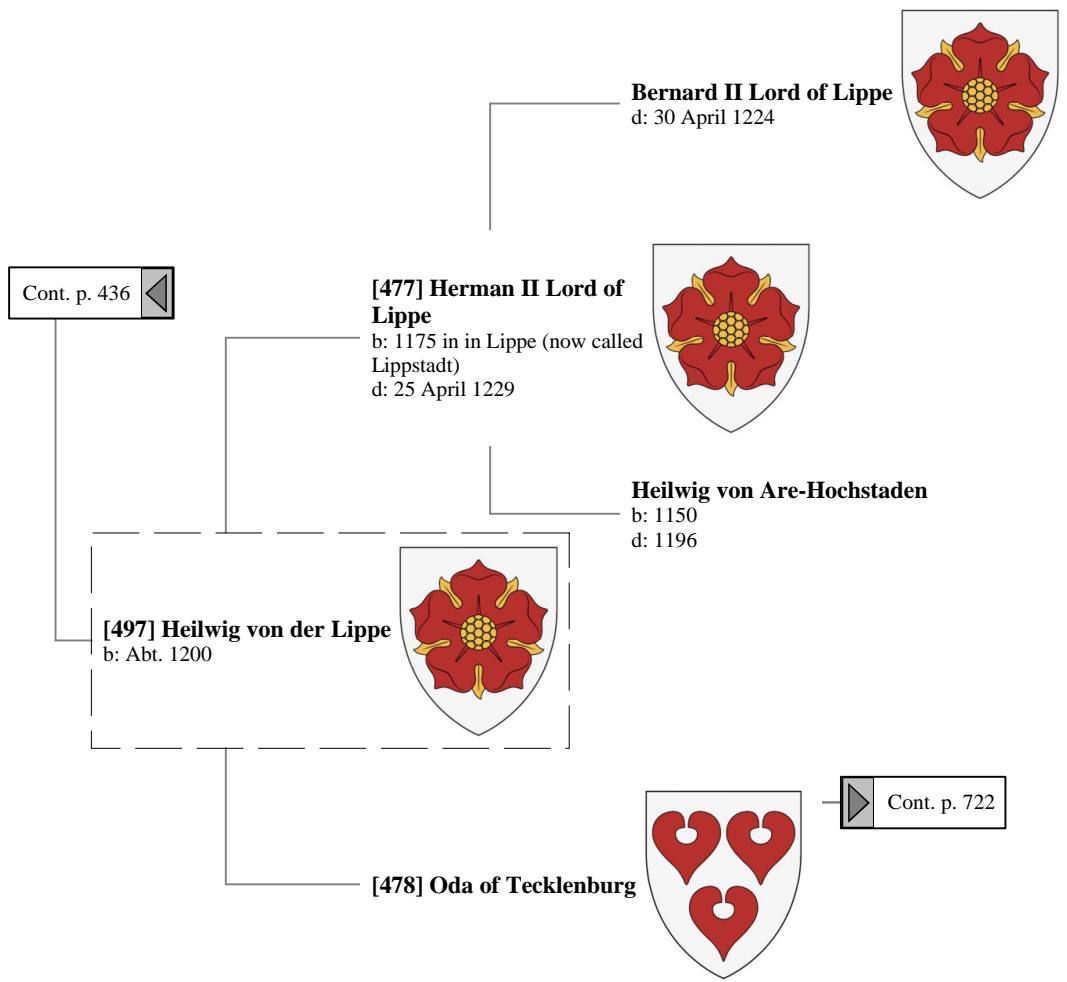 Bernard II Lord of Lippe
d: 30 April 1224
Cont. p. 436
[477] Herman II Lord of
Lippe
b: 1175 in in Lippe (now called
Lippstadt)
d: 25 April 1229
Heilwig von Are-Hochstaden
b: 1150
d: 1196
[497] Heilwig von der Lippe
b: Abt. 1200
Cont. p. 722
[478] Oda of Tecklenburg